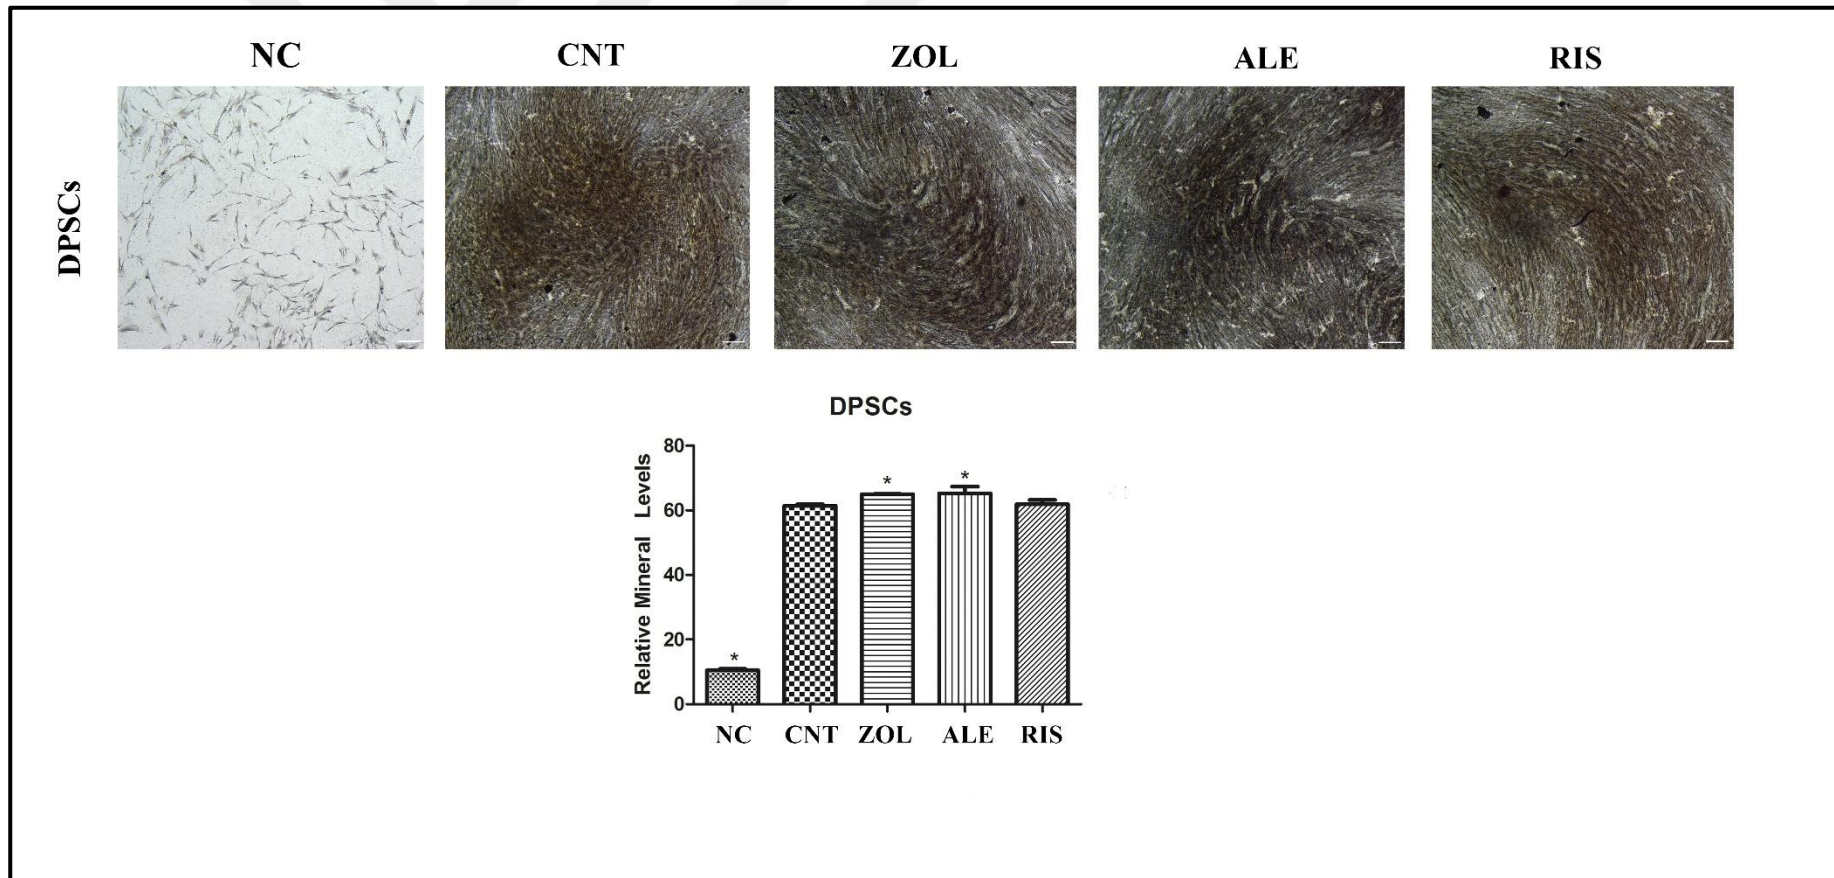 NC CNT ZOL ALE RIS
DPSCs
DPSCs
Relative Mineral Levels
80
60
40
20
0
* * *
NC CNT ZOL ALE RIS